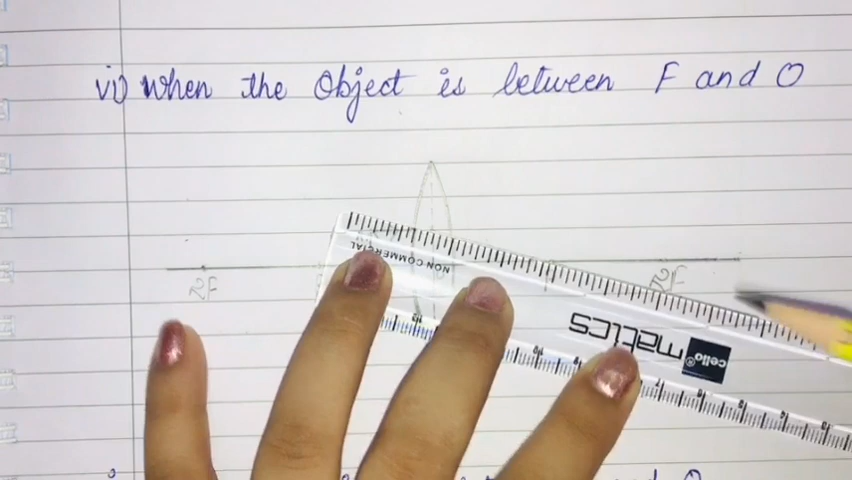 vi) When the Object is between F and O
2F
2F
NON COMMERCIAL
cello
matics